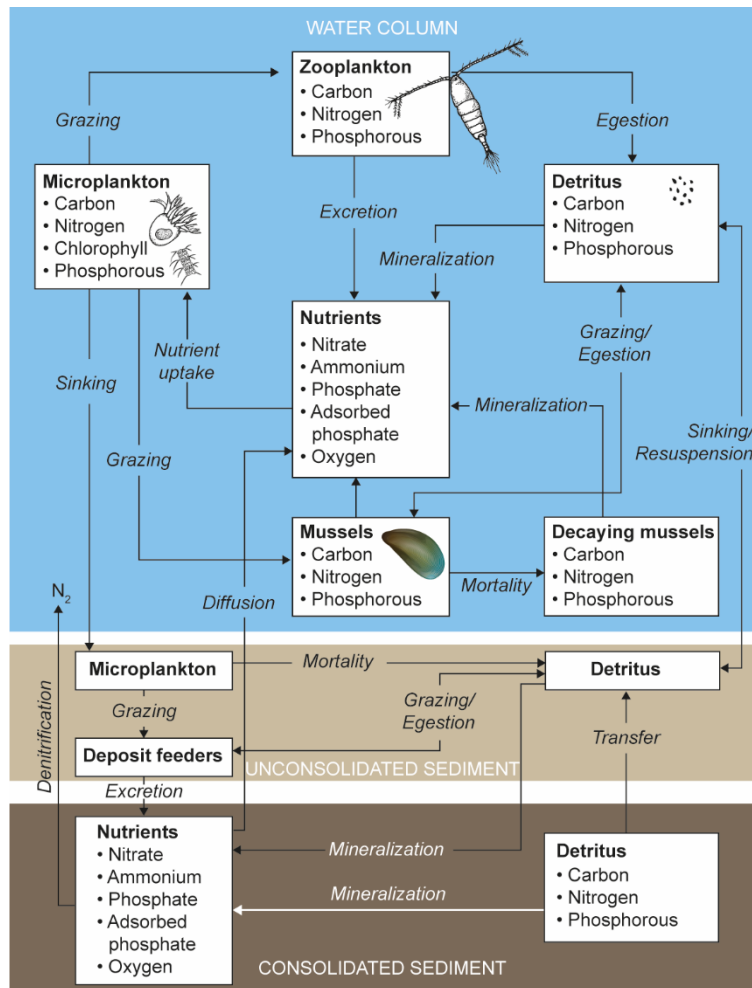 WATER COLUMN
Zooplankton
• Carbon
• Nitrogen
• Phosphorous
Grazing
Egestion
Microplankton
• Carbon
• Nitrogen
• Chlorophyll
• Phosphorous
Detritus
• Carbon
• Nitrogen
• Phosphorous
Excretion
Mineralization
Nutrients
• Nitrate
• Ammonium
• Phosphate
• Adsorbed
phosphate
• Oxygen
Nutrient
uptake
Grazing/
Egestion
Sinking
Mineralization
Sinking/
Resuspension
Grazing
Mussels
• Carbon
• Nitrogen
• Phosphorous
Mortality
Decaying mussels
• Carbon
• Nitrogen
• Phosphorous
Diffusion
N2
Microplankton
Mortality
Detritus
Grazing
Grazing/
Egestion
Transfer
Denitrification
Deposit feeders
UNCONSOLIDATED SEDIMENT
Excretion
Nutrients
• Nitrate
• Ammonium
• Phosphate
• Adsorbed
phosphate
• Oxygen
Mineralization
Mineralization
Detritus
• Carbon
• Nitrogen
• Phosphorous
CONSOLIDATED SEDIMENT